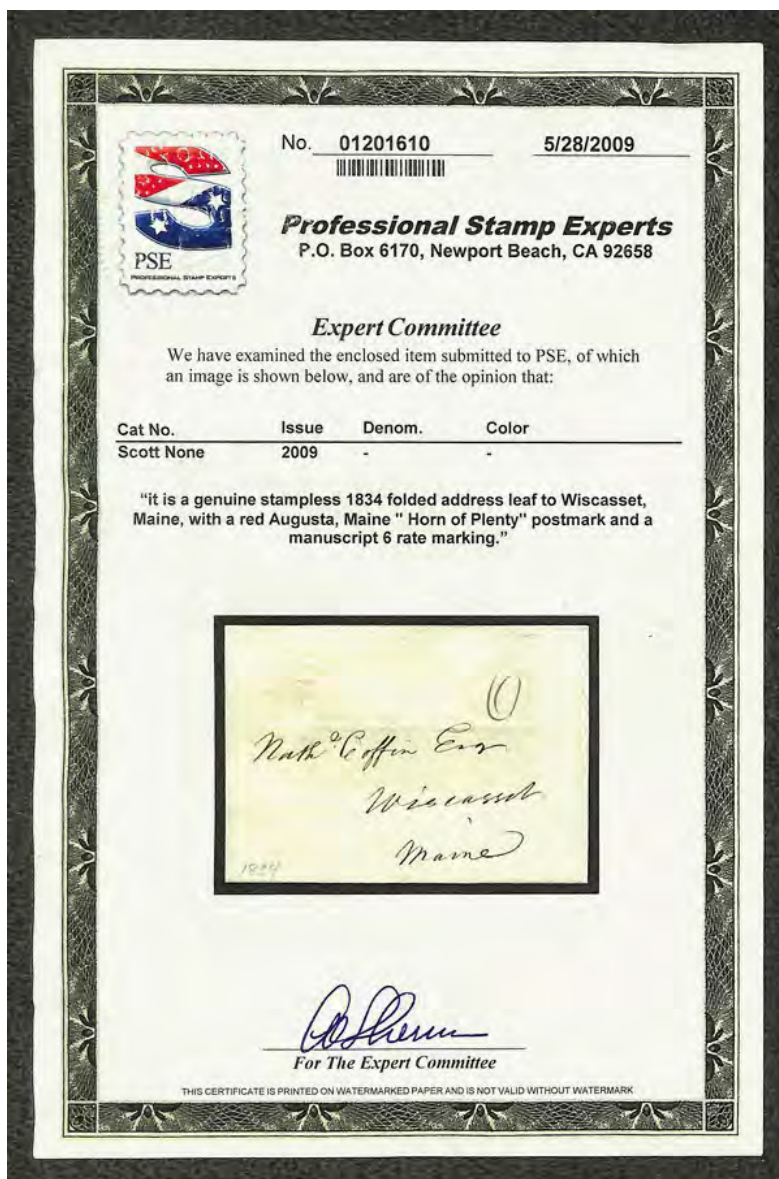 No. 01201610 5/28/2009
PSE
PROFESSIONAL STAMP EXPERTS
Professional Stamp Experts
P.O. Box 6170, Newport Beach, CA 92658
Expert Committee
We have examined the enclosed item submitted to PSE, of which
an image is shown below, and are of the opinion that:
Cat No. Issue Denom. Color
Scott None 2009 - -
“it is a genuine stampless 1834 folded address leaf to Wiscasset,
Maine, with a red Augusta, Maine " Horn of Plenty" postmark and a
manuscript 6 rate marking.”
6
Nathl Coffin Esq
Wiscasset
Maine
1834
For The Expert Committee
THIS CERTIFICATE IS PRINTED ON WATERMARKED PAPER AND IS NOT VALID WITHOUT WATERMARK